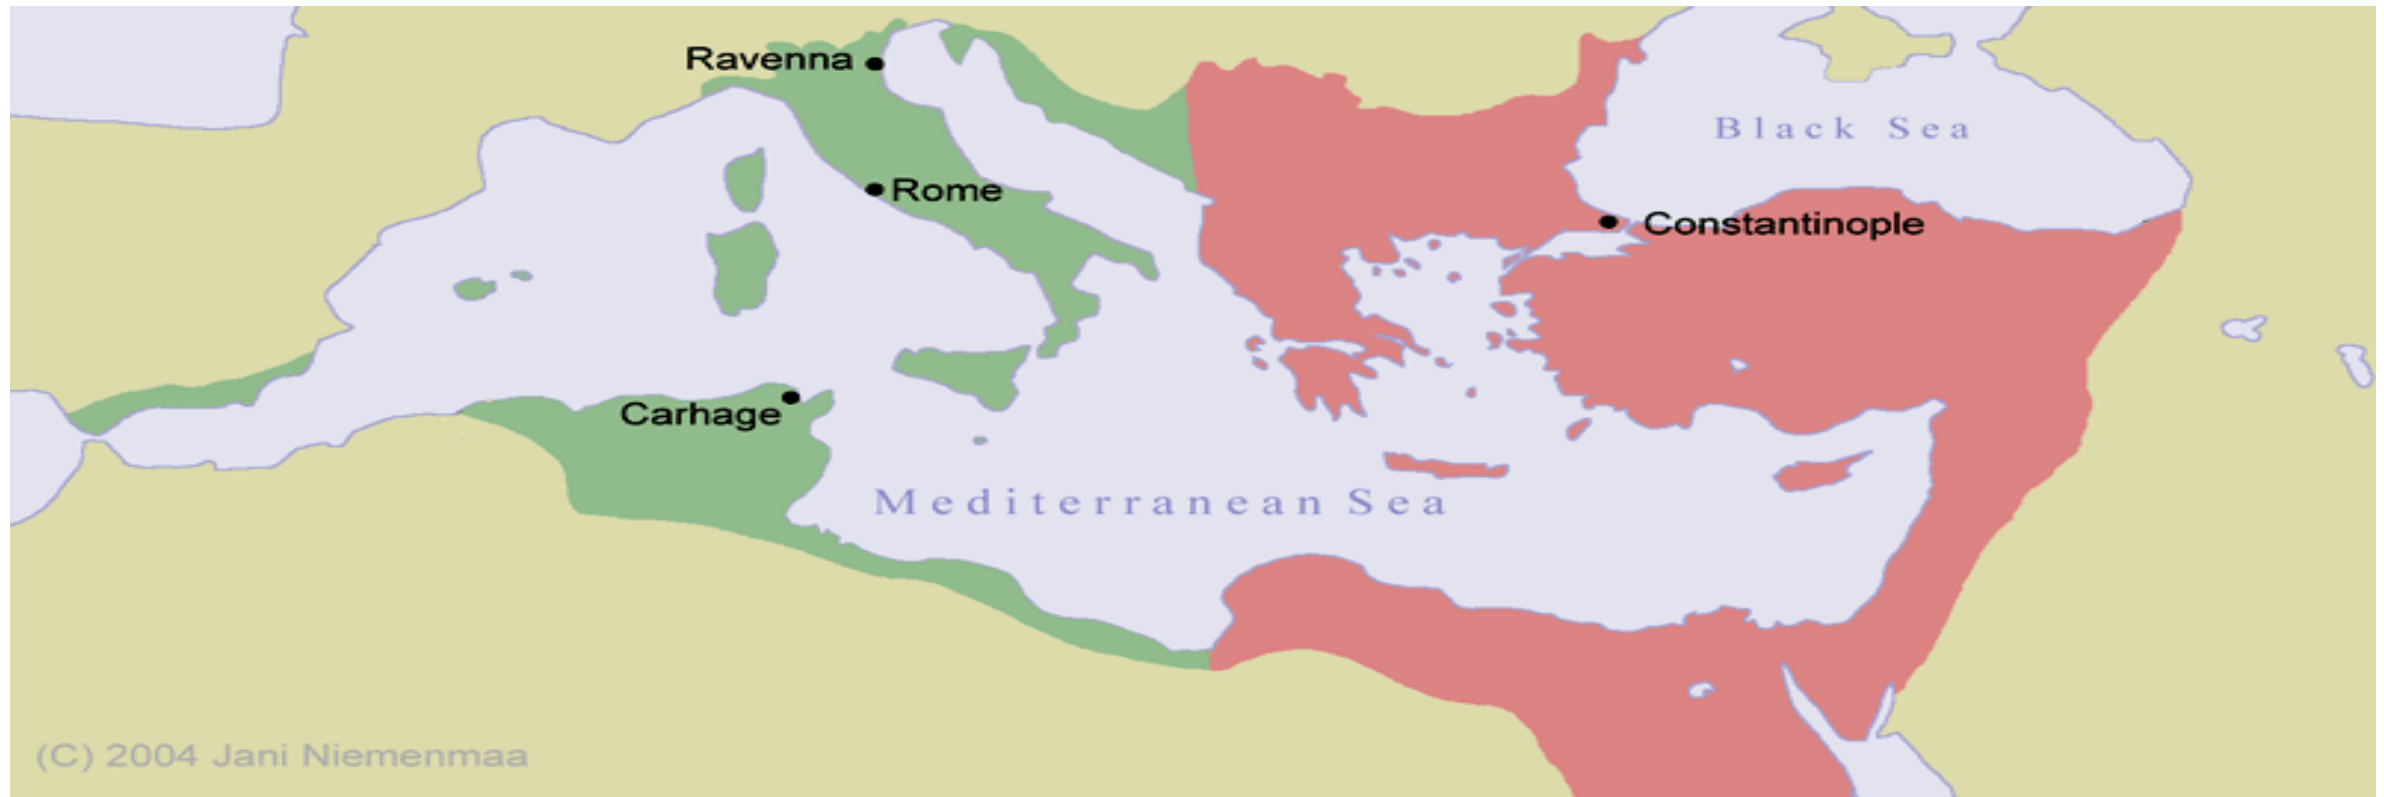 Ravenna
Black Sea
Rome
Constantinople
Carhage
Mediterranean Sea
(C) 2004 Jani Niemenmaa